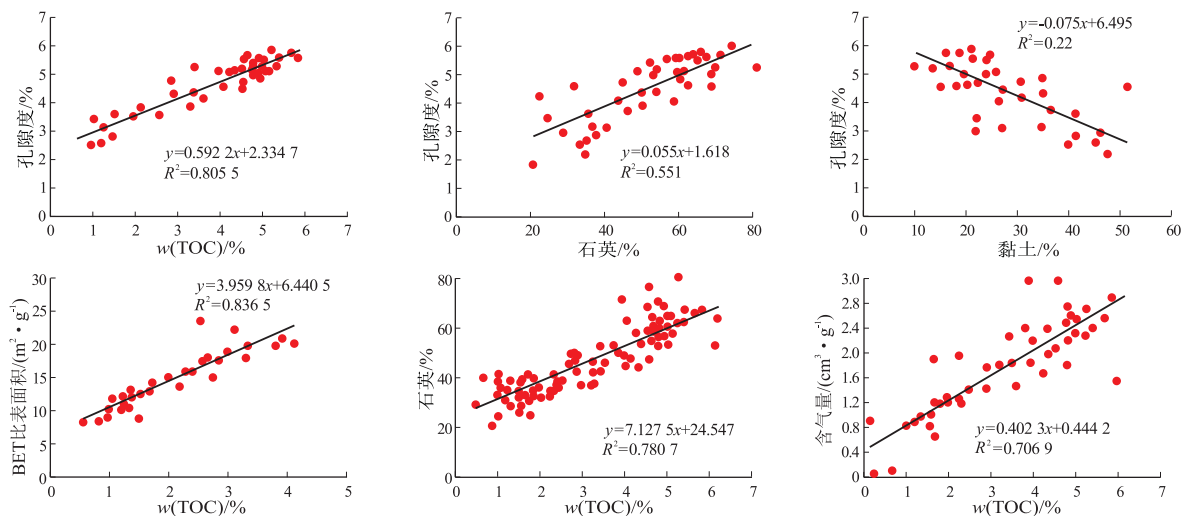 7
6
5
4
3
2
1
0
孔隙度/%
y=0.592 2x+2.334 7
R²=0.805 5
1 2 3 4 5 6 7
w(TOC)/%
7
6
5
4
3
2
1
0
孔隙度/%
y=0.055x+1.618
R²=0.551
0 20 40 60 80 100
石英/%
7
6
5
4
3
2
1
0
孔隙度/%
y=-0.075x+6.495
R²=0.22
0 10 20 30 40 50 60
黏土/%
30
25
20
15
10
5
0
BET比表面积/(m²·g⁻¹)
y=3.959 8x+6.440 5
R²=0.836 5
1 2 3 4 5
w(TOC)/%
100
80
60
40
20
0
石英/%
y=7.127 5x+24.547
R²=0.780 7
0 1 2 3 4 5 6 7
w(TOC)/%
3.0
2.8
2.4
2.0
1.6
1.2
0.8
0.4
0
含气量/(cm³·g⁻¹)
y=0.402 3x+0.444 2
R²=0.706 9
1 2 3 4 5 6 7
w(TOC)/%